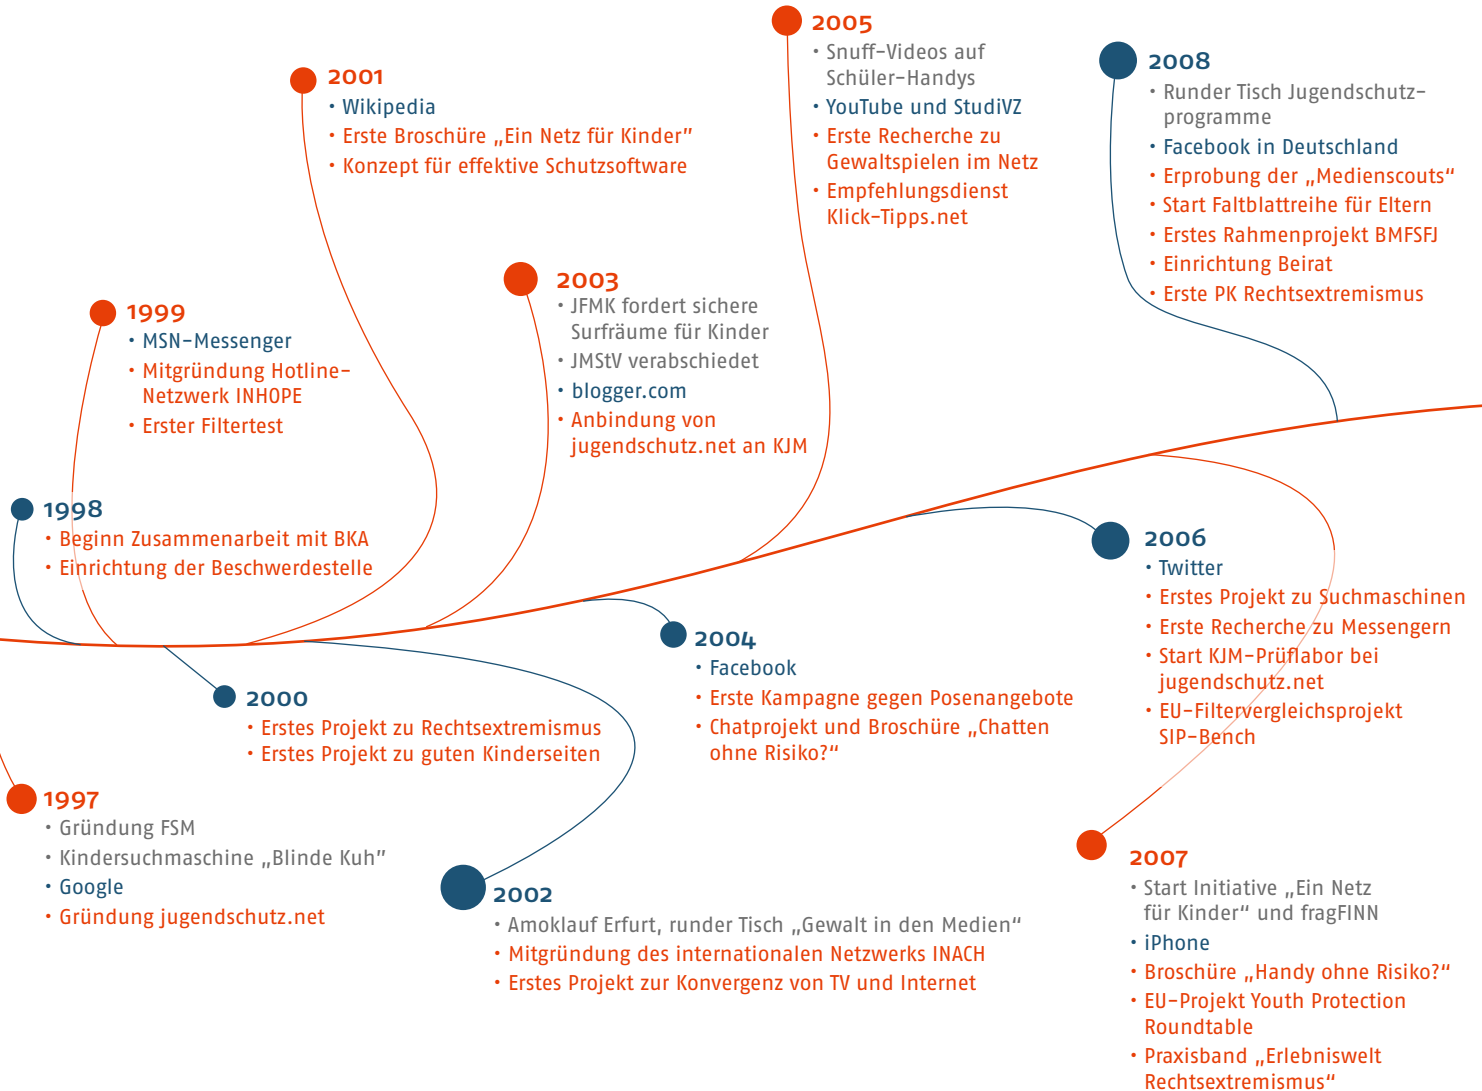 1997
• Gründung FSM
• Kindersuchmaschine „Blinde Kuh”
• Google
• Gründung jugendschutz.net
1998
• Beginn Zusammenarbeit mit BKA
• Einrichtung der Beschwerdestelle
1999
• MSN-Messenger
• Mitgründung Hotline-
Netzwerk INHOPE
• Erster Filtertest
2000
• Erstes Projekt zu Rechtsextremismus
• Erstes Projekt zu guten Kinderseiten
2001
• Wikipedia
• Erste Broschüre „Ein Netz für Kinder”
• Konzept für effektive Schutzsoftware
2002
• Amoklauf Erfurt, runder Tisch „Gewalt in den Medien“
• Mitgründung des internationalen Netzwerks INACH
• Erstes Projekt zur Konvergenz von TV und Internet
2003
• JFMK fordert sichere
Surfräume für Kinder
• JMStV verabschiedet
• blogger.com
• Anbindung von
jugendschutz.net an KJM
2004
• Facebook
• Erste Kampagne gegen Posenangebote
• Chatprojekt und Broschüre „Chatten
ohne Risiko?“
2005
• Snuff-Videos auf
Schüler-Handys
• YouTube und StudiVZ
• Erste Recherche zu
Gewaltspielen im Netz
• Empfehlungsdienst
Klick-Tipps.net
2006
• Twitter
• Erstes Projekt zu Suchmaschinen
• Erste Recherche zu Messengern
• Start KJM-Prüflabor bei
jugendschutz.net
• EU-Filtervergleichsprojekt
SIP-Bench
2007
• Start Initiative „Ein Netz
für Kinder“ und fragFINN
• iPhone
• Broschüre „Handy ohne Risiko?“
• EU-Projekt Youth Protection
Roundtable
• Praxisband „Erlebniswelt
Rechtsextremismus“
2008
• Runder Tisch Jugendschutz-
programme
• Facebook in Deutschland
• Erprobung der „Medienscouts“
• Start Faltblattreihe für Eltern
• Erstes Rahmenprojekt BMFSFJ
• Einrichtung Beirat
• Erste PK Rechtsextremismus